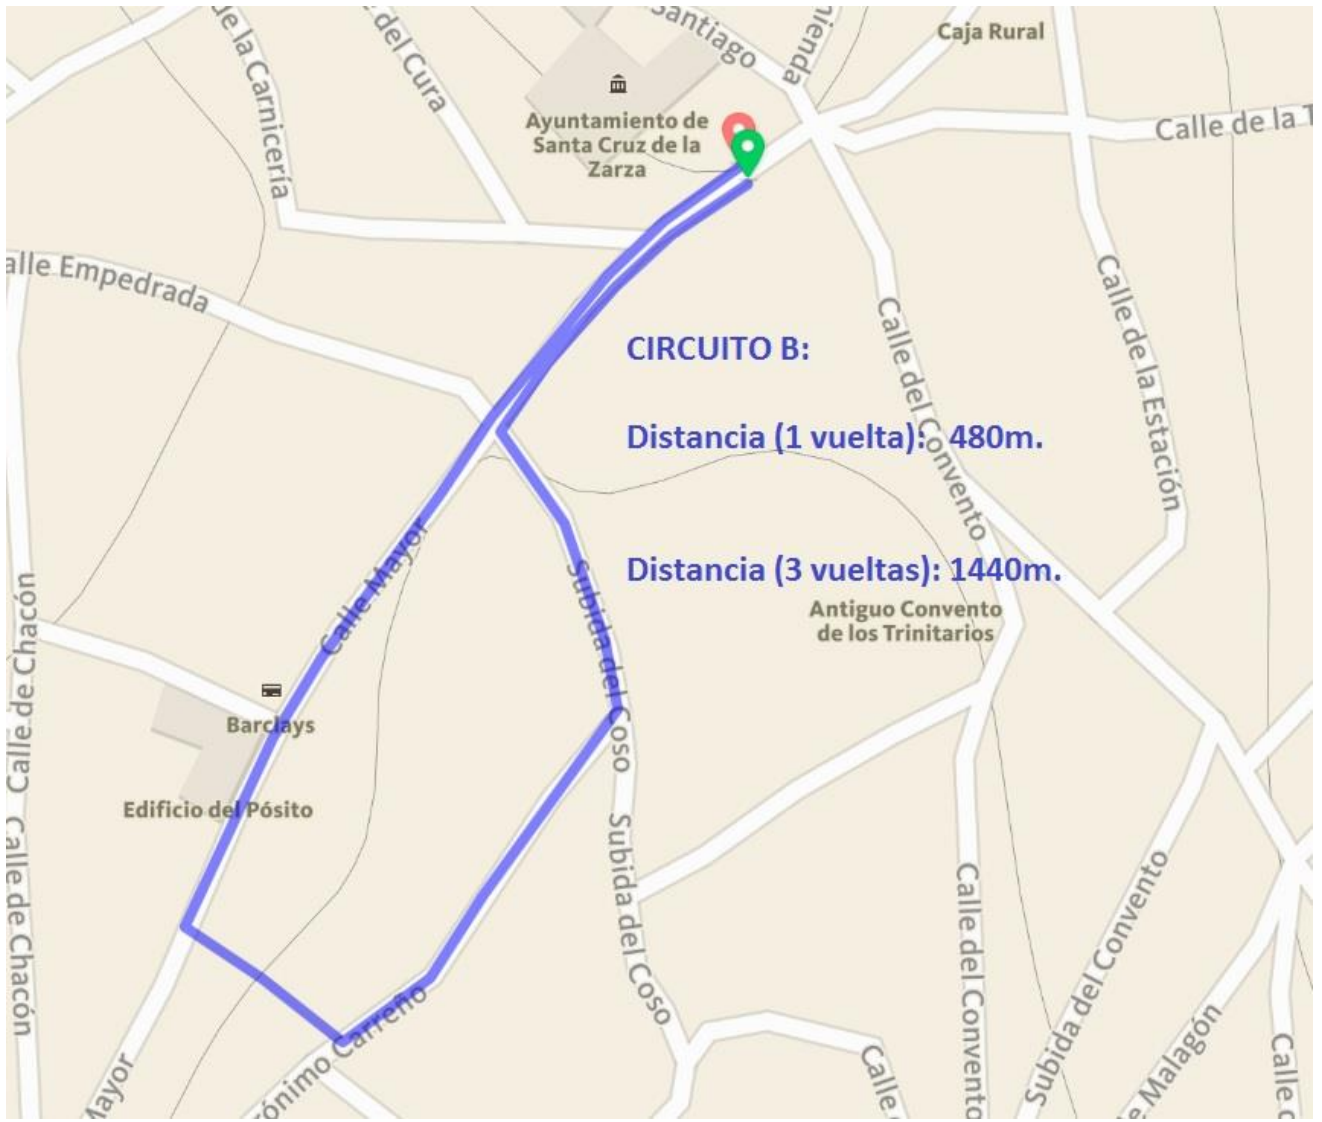 Santiago
Caja Rural
de la Carnicería
del Cura
Ayuntamiento de
Santa Cruz de la
Zarza
Calle de la
Empedrada
Calle del Convento
Calle de la Estación
CIRCUITO B:
Distancia (1 vuelta): 480m.
Distancia (3 vueltas): 1440m.
Calle Mayor
Subida del Coso
Antiguo Convento
de los Trinitarios
Calle de Chacón
Barclays
Edificio del Pósito
Calle de Chacón
Subida del Coso
Calle del Convento
Subida del Convento
Carreño
Malagón
Calle
Calle